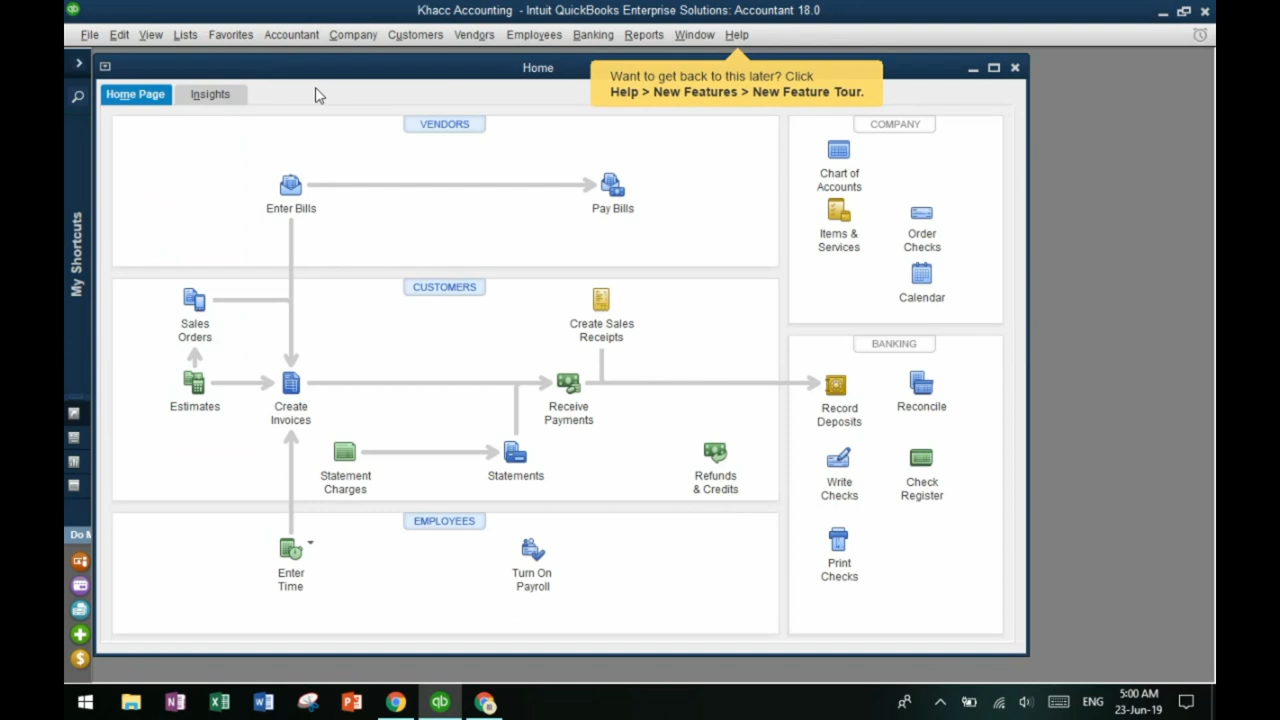 Khacc Accounting - Intuit QuickBooks Enterprise Solutions: Accountant 18.0
File Edit View Lists Favorites Accountant Company Customers Vendors Employees Banking Reports Window Help
Home
Want to get back to this later? Click
Help > New Features > New Feature Tour.
Home Page Insights
My Shortcuts
Do M
VENDORS
Enter Bills
Pay Bills
CUSTOMERS
Sales
Orders
Create Sales
Receipts
Estimates
Create
Invoices
Receive
Payments
Statement
Charges
Statements
Refunds
& Credits
EMPLOYEES
Enter
Time
Turn On
Payroll
COMPANY
Chart of
Accounts
Items &
Services
Order
Checks
Calendar
BANKING
Record
Deposits
Reconcile
Write
Checks
Check
Register
Print
Checks
ENG
5:00 AM
23-Jun-19